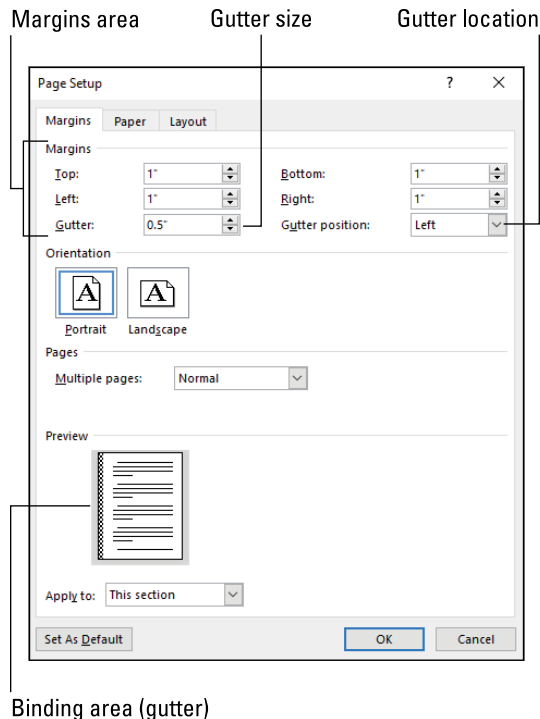 Margins area Gutter size Gutter location
Page Setup ? ×
Margins Paper Layout
Margins
Top: 1" Bottom: 1"
Left: 1" Right: 1"
Gutter: 0.5" Gutter position: Left
Orientation
A A
Portrait Landscape
Pages
Multiple pages: Normal
Preview
Apply to: This section
Set As Default OK Cancel
Binding area (gutter)